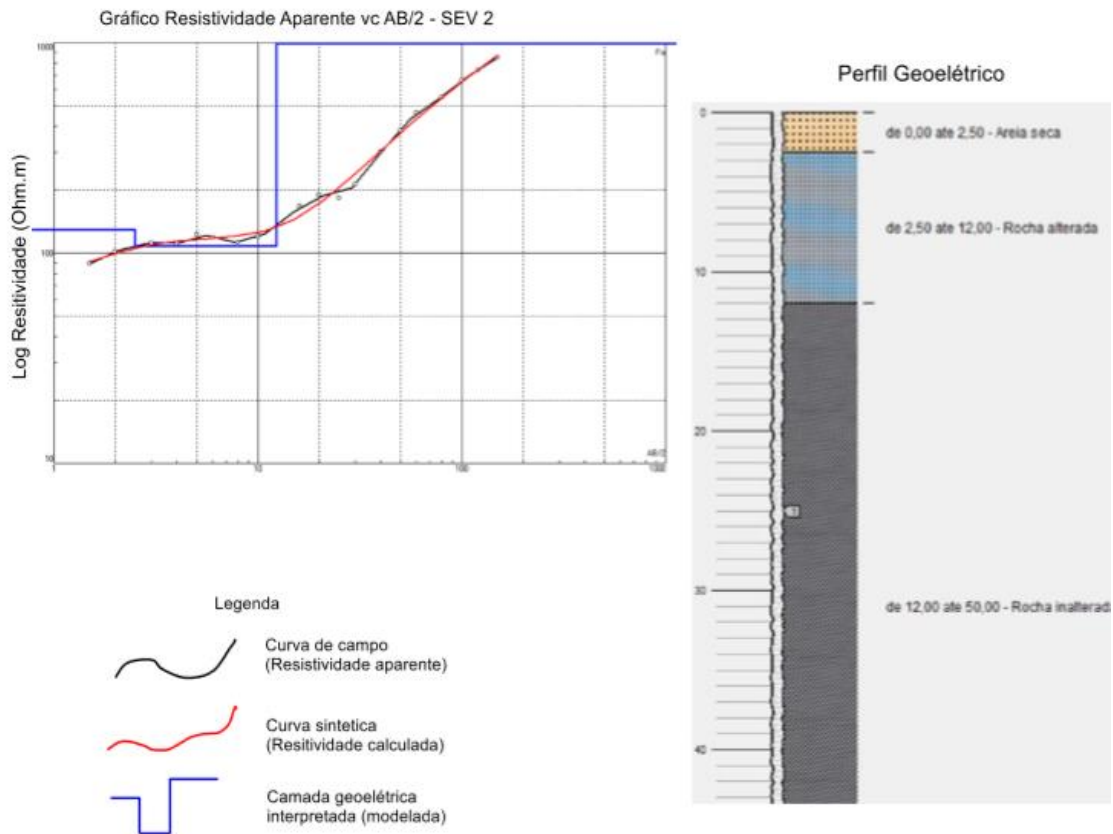 Gráfico Resistividade Aparente vc AB/2 - SEV 2
Log Resitividade (Ohm.m)
1000
100
10
1
10
100
1000
AB/2
Legenda
Curva de campo
(Resistividade aparente)
Curva sintetica
(Resitividade calculada)
Camada geoelétrica
interpretada (modelada)
Perfil Geoelétrico
0
10
20
30
40
de 0,00 ate 2,50 - Areia seca
de 2,50 ate 12,00 - Rocha alterada
de 12,00 ate 50,00 - Rocha inalterada